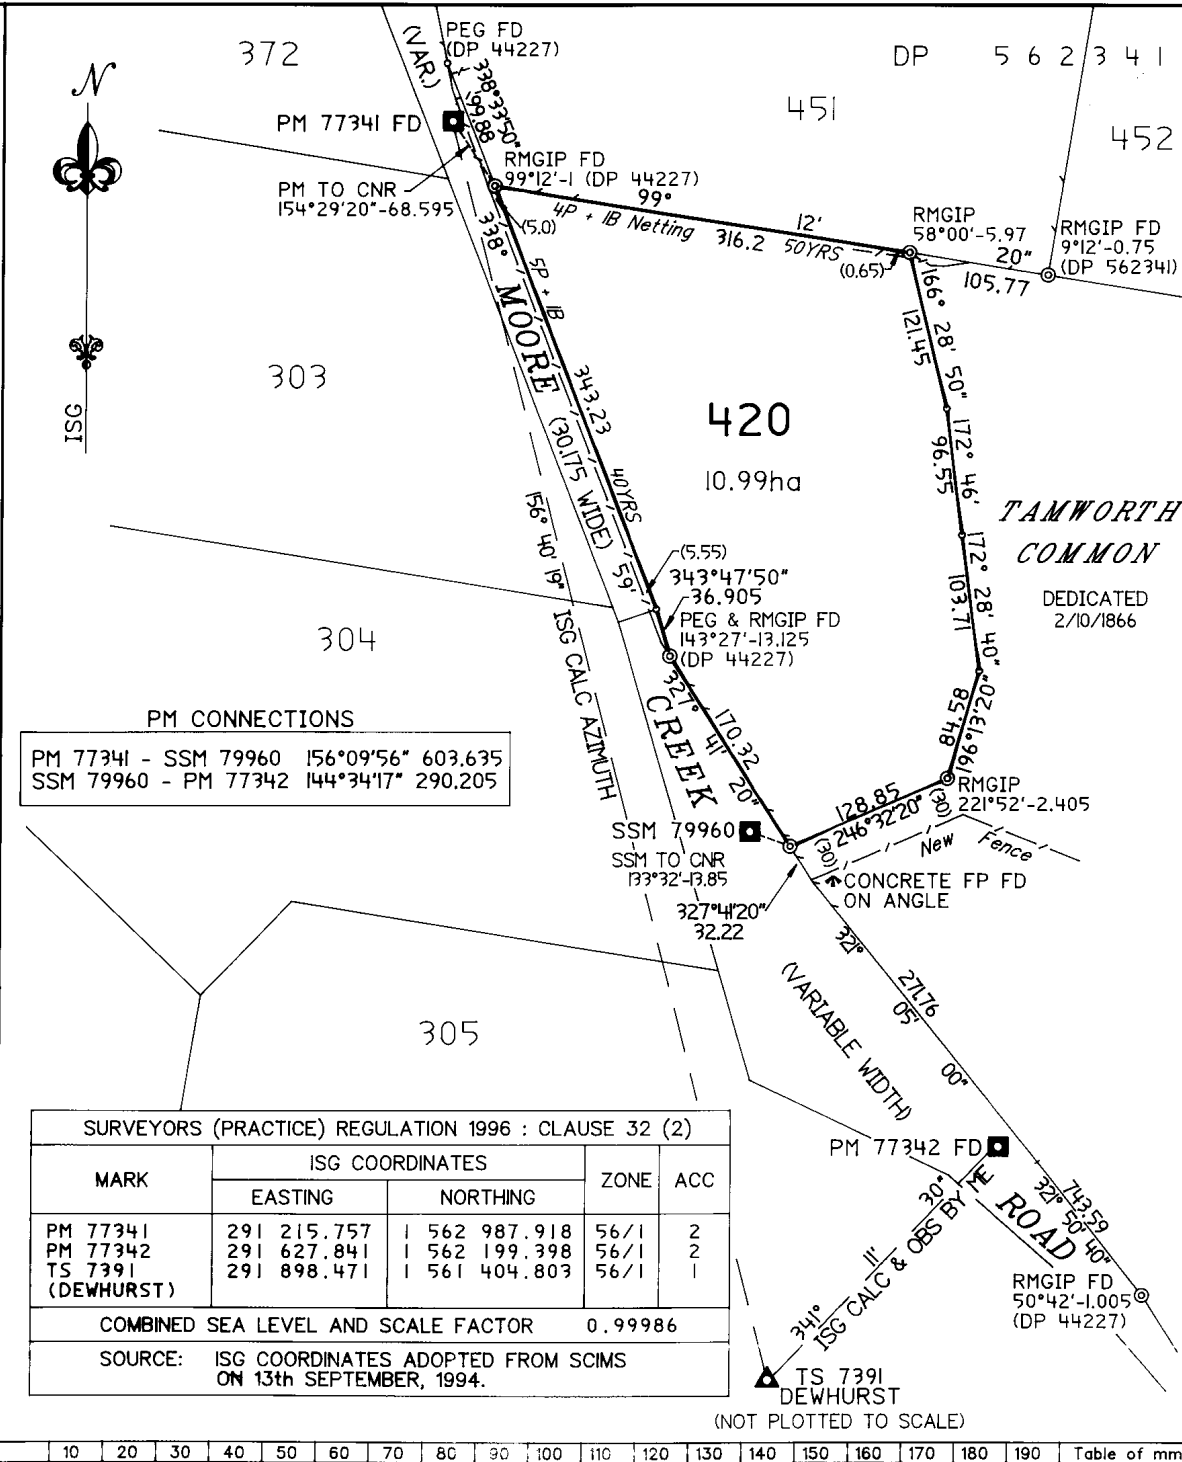 PEG FD
(DP 44227)
(VAR.)
372
N
DP 562341
451
452
338°33'50"
99.88
PM 77341 FD
RMGIP FD
99°12'-1 (DP 44227)
PM TO CNR
154°29'20"-68.595
99° 12' 20"
4P + 1B Netting 316.2 50YRS
(5.0)
(0.65)
RMGIP
58°00'-5.97
RMGIP FD
9°12'-0.75
(DP 562341)
105.77
ISG
303
338° 59'
5P + 1B
343.23
40YRS
MOORE
(30.175 WIDE)
166° 28' 50"
121.45
420
10.99ha
172° 46'
96.55
TAMWORTH
COMMON
DEDICATED
2/10/1866
172° 28' 40"
103.71
156° 40' 19" ISG CALC AZIMUTH
(5.55)
343°47'50"
36.905
PEG & RMGIP FD
143°27'-13.125
(DP 44227)
304
PM CONNECTIONS
PM 77341 - SSM 79960 156°09'56" 603.635
SSM 79960 - PM 77342 144°34'17" 290.205
CREEK
327° 41' 20"
170.32
84.58
196°13'20"
RMGIP
221°52'-2.405
128.85
246°32'20"
(30)
(30)
New Fence
SSM 79960
SSM TO CNR
133°32'-13.85
CONCRETE FP FD
ON ANGLE
327°41'20"
32.22
321° 05' 00"
271.76
(VARIABLE WIDTH)
305
PM 77342 FD
ROAD
743.59
321° 50' 40"
RMGIP FD
50°42'-1.005
(DP 44227)
341° 11' 30"
ISG CALC & OBS BY ME
TS 7391
DEWHURST
(NOT PLOTTED TO SCALE)
SURVEYORS (PRACTICE) REGULATION 1996 : CLAUSE 32 (2)
MARK ISG COORDINATES ZONE ACC
EASTING NORTHING
PM 77341 291 215.757 1 562 987.918 56/1 2
PM 77342 291 627.841 1 562 199.398 56/1 2
TS 7391 291 898.471 1 561 404.803 56/1 1
(DEWHURST)
COMBINED SEA LEVEL AND SCALE FACTOR 0.99986
SOURCE: ISG COORDINATES ADOPTED FROM SCIMS
ON 13th SEPTEMBER, 1994.
10 20 30 40 50 60 70 80 90 100 110 120 130 140 150 160 170 180 190 Table of mm